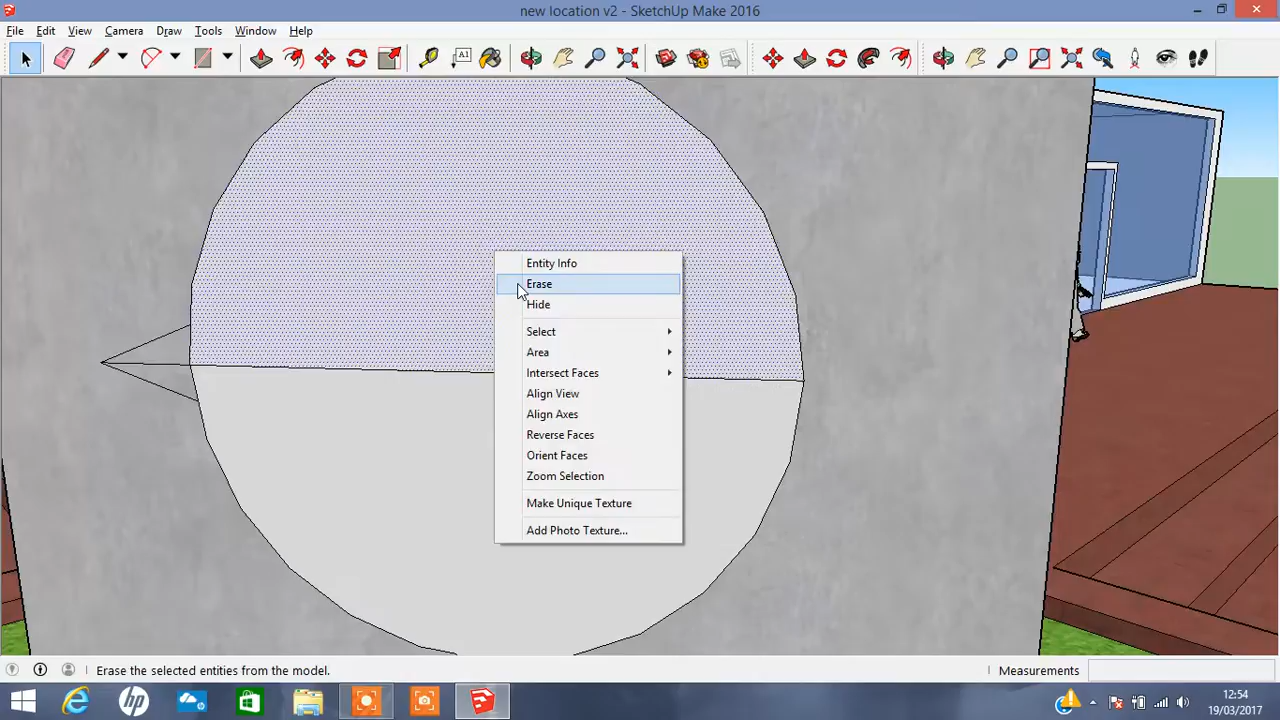 new location v2 - SketchUp Make 2016
File Edit View Camera Draw Tools Window Help
A1
Entity Info
Erase
Hide
Select
Area
Intersect Faces
Align View
Align Axes
Reverse Faces
Orient Faces
Zoom Selection
Make Unique Texture
Add Photo Texture...
Erase the selected entities from the model.
Measurements
12:54
19/03/2017